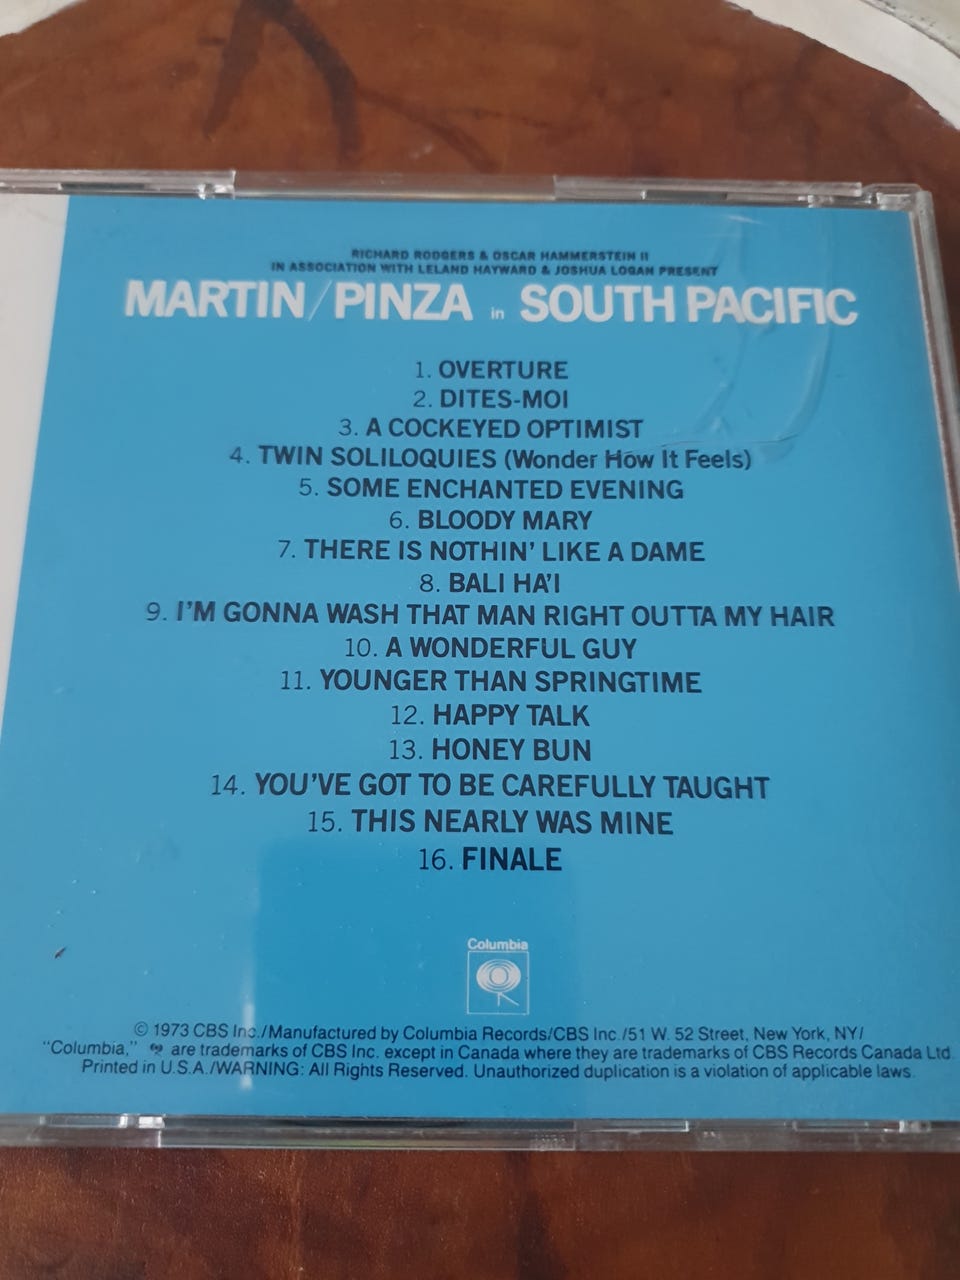 RICHARD RODGERS & OSCAR HAMMERSTEIN II
IN ASSOCIATION WITH LELAND HAYWARD & JOSHUA LOGAN PRESENT
MARTIN/PINZA in SOUTH PACIFIC
1. OVERTURE
2. DITES-MOI
3. A COCKEYED OPTIMIST
4. TWIN SOLILOQUIES (Wonder How It Feels)
5. SOME ENCHANTED EVENING
6. BLOODY MARY
7. THERE IS NOTHIN' LIKE A DAME
8. BALI HA'I
9. I'M GONNA WASH THAT MAN RIGHT OUTTA MY HAIR
10. A WONDERFUL GUY
11. YOUNGER THAN SPRINGTIME
12. HAPPY TALK
13. HONEY BUN
14. YOU'VE GOT TO BE CAREFULLY TAUGHT
15. THIS NEARLY WAS MINE
16. FINALE
Columbia
© 1973 CBS Inc./Manufactured by Columbia Records/CBS Inc./51 W. 52 Street, New York, NY/
"Columbia," are trademarks of CBS Inc. except in Canada where they are trademarks of CBS Records Canada Ltd
Printed in U.S.A./WARNING: All Rights Reserved. Unauthorized duplication is a violation of applicable laws.